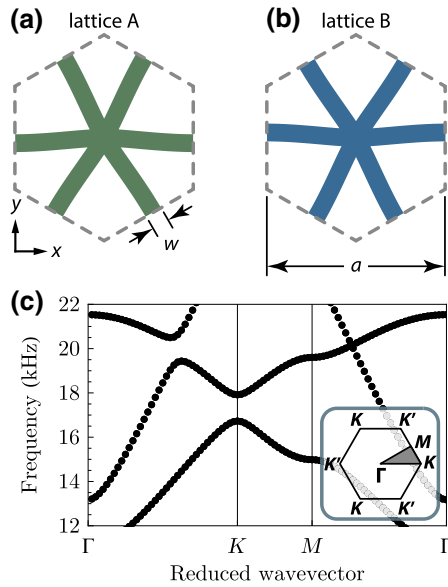 (a) lattice A
(b) lattice B
y
x
w
a
(c)
22
20
18
16
14
12
Frequency (kHz)
Γ K M Γ
Reduced wavevector
K K'
M
K' Γ K
K K'